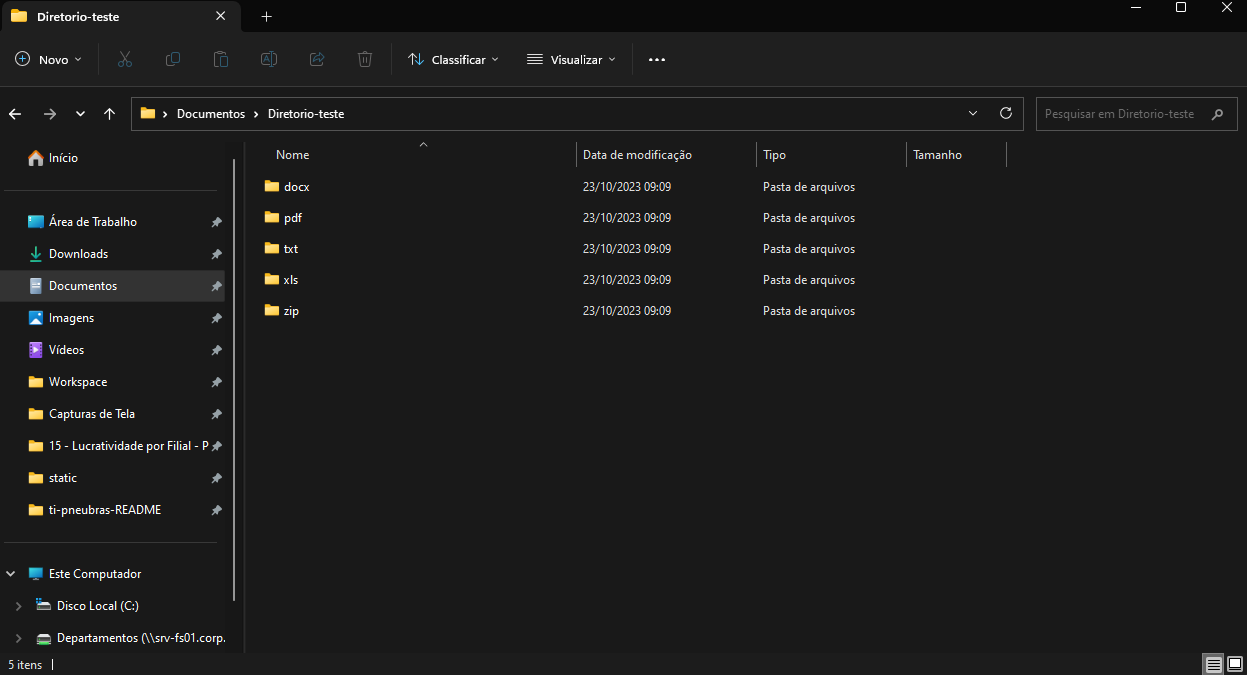 Diretorio-teste
Novo
Classificar
Visualizar
Documentos
Diretorio-teste
Pesquisar em Diretorio-teste
Início
Área de Trabalho
Downloads
Documentos
Imagens
Vídeos
Workspace
Capturas de Tela
15 - Lucratividade por Filial - P
static
ti-pneubras-README
Este Computador
Disco Local (C:)
Departamentos (\\srv-fs01.corp.
Nome Data de modificação Tipo Tamanho
docx 23/10/2023 09:09 Pasta de arquivos
pdf 23/10/2023 09:09 Pasta de arquivos
txt 23/10/2023 09:09 Pasta de arquivos
xls 23/10/2023 09:09 Pasta de arquivos
zip 23/10/2023 09:09 Pasta de arquivos
5 itens